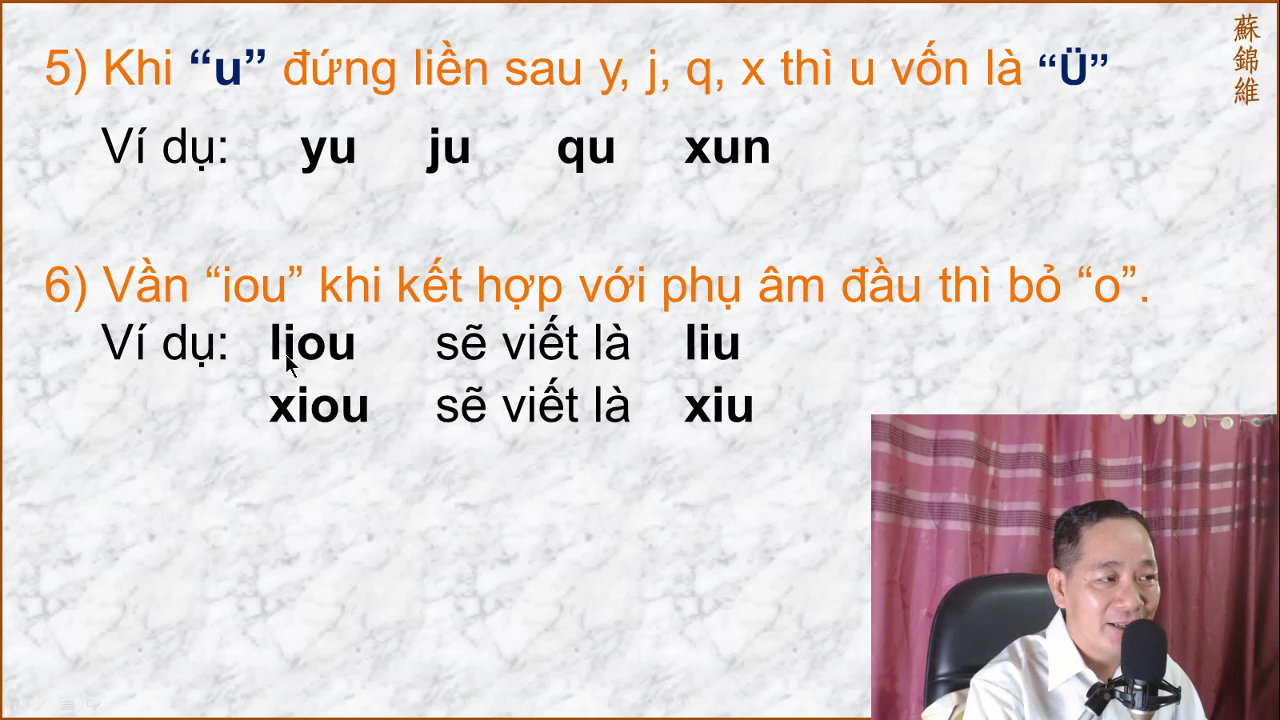 5) Khi “u” đứng liền sau y, j, q, x thì u vốn là “Ü”
Ví dụ: yu ju qu xun
6) Vần “iou” khi kết hợp với phụ âm đầu thì bỏ “o”.
Ví dụ: liou sẽ viết là liu
xiou sẽ viết là xiu
蘇錦維